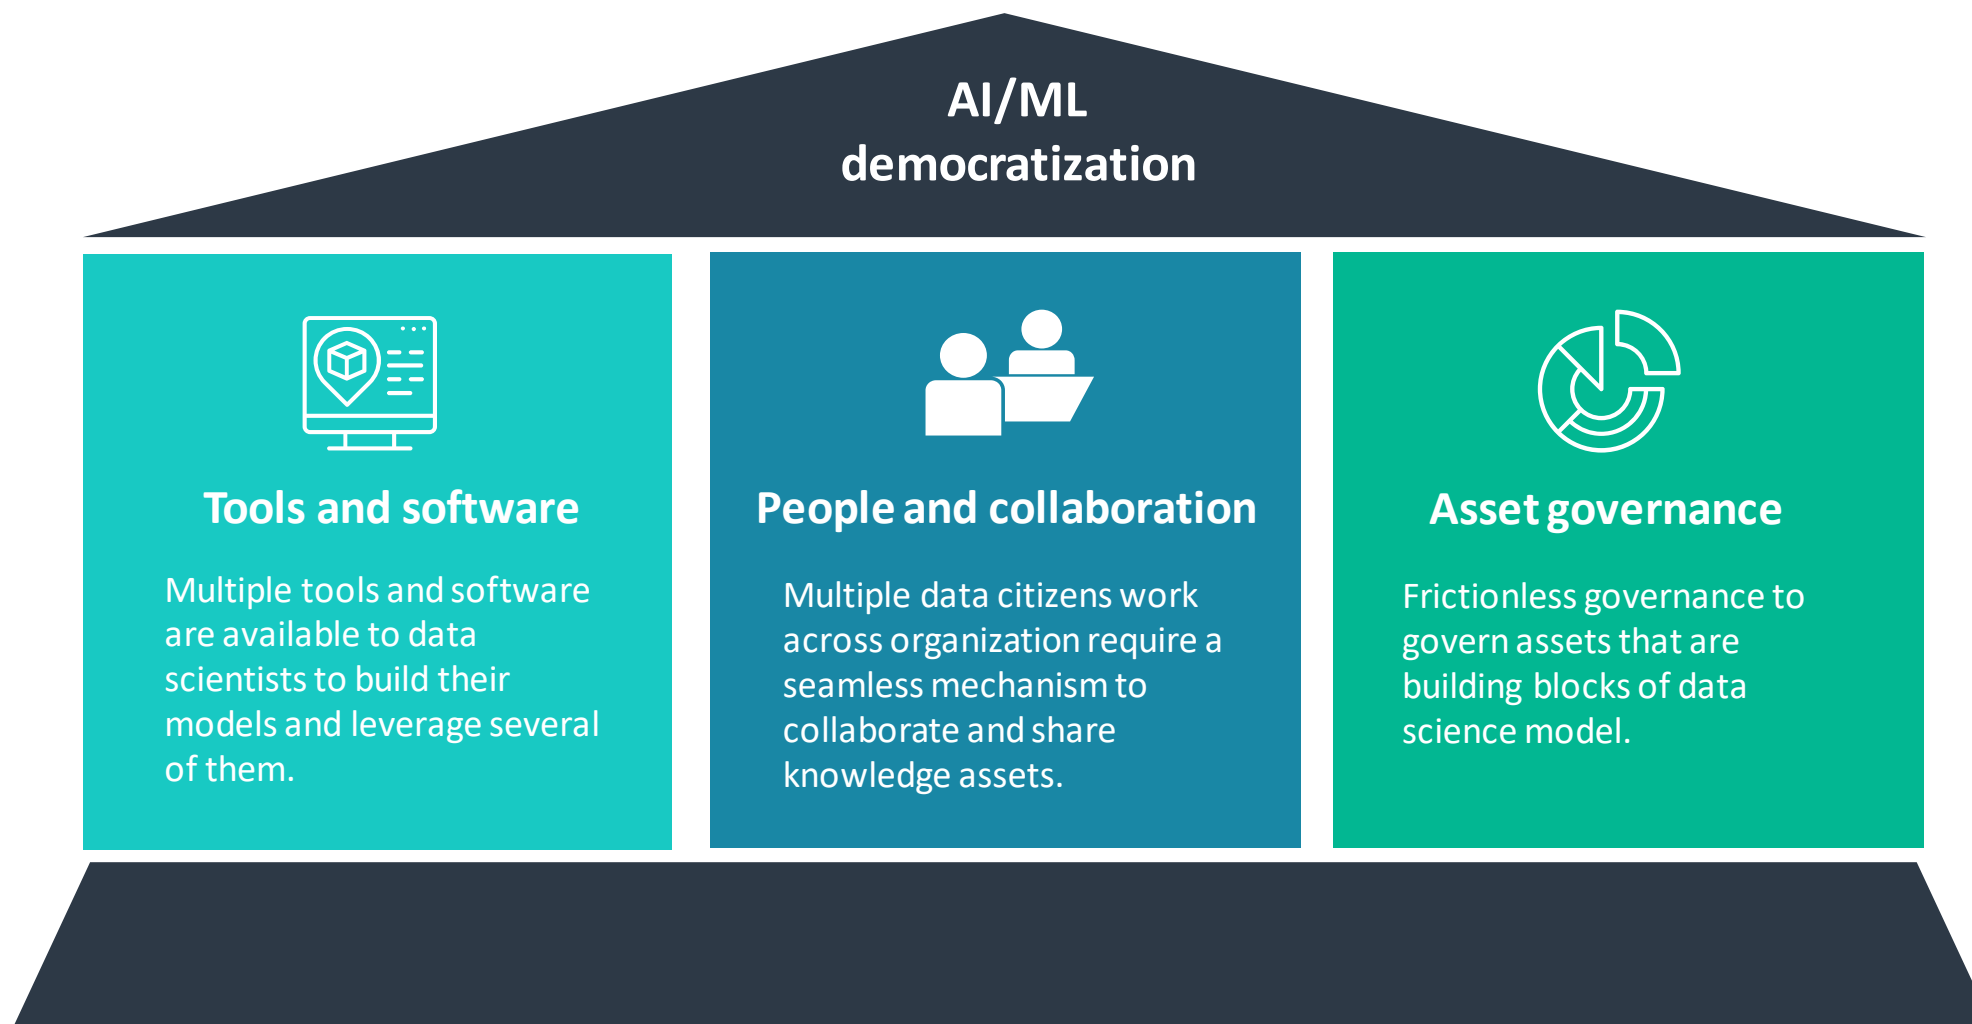 AI/ML
democratization
Tools and software
Multiple tools and software
are available to data
scientists to build their
models and leverage several
of them.
People and collaboration
Multiple data citizens work
across organization require a
seamless mechanism to
collaborate and share
knowledge assets.
Asset governance
Frictionless governance to
govern assets that are
building blocks of data
science model.